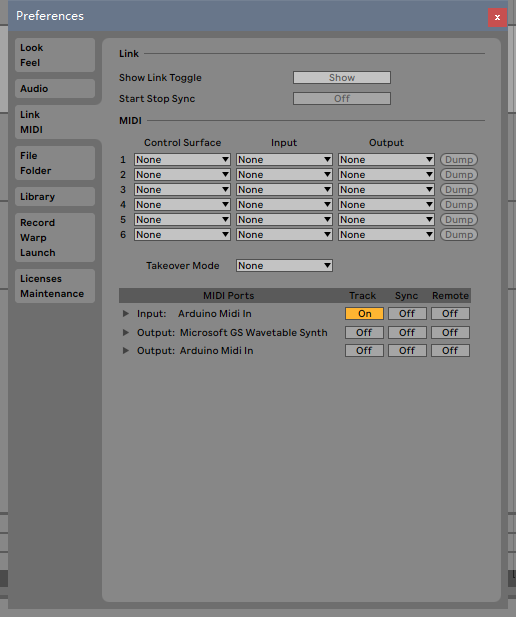 Preferences
x
Look
Feel
Audio
Link
MIDI
File
Folder
Library
Record
Warp
Launch
Licenses
Maintenance
Link
Show Link Toggle Show
Start Stop Sync Off
MIDI
Control Surface Input Output
1 None None None Dump
2 None None None Dump
3 None None None Dump
4 None None None Dump
5 None None None Dump
6 None None None Dump
Takeover Mode None
MIDI Ports Track Sync Remote
Input: Arduino Midi In On Off Off
Output: Microsoft GS Wavetable Synth Off Off Off
Output: Arduino Midi In Off Off Off